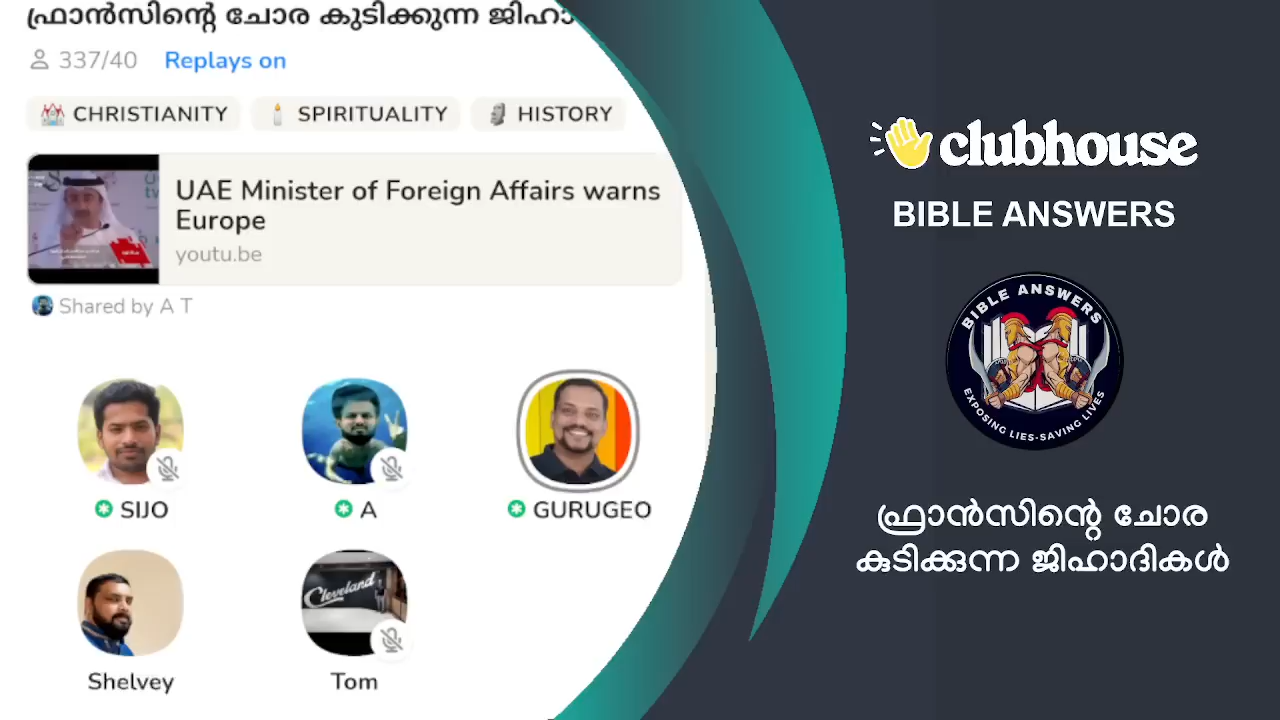 ഫ്രാൻസിന്റെ ചോര കുടിക്കുന്ന ജിഹാ
337/40 Replays on
CHRISTIANITY SPIRITUALITY HISTORY
UAE Minister of Foreign Affairs warns
Europe
youtu.be
Shared by A T
SIJO A GURUGEO
Cleveland
Shelvey Tom
clubhouse
BIBLE ANSWERS
BIBLE ANSWERS
EXPOSING LIES-SAVING LIVES
ഫ്രാൻസിന്റെ ചോര
കുടിക്കുന്ന ജിഹാദികൾ